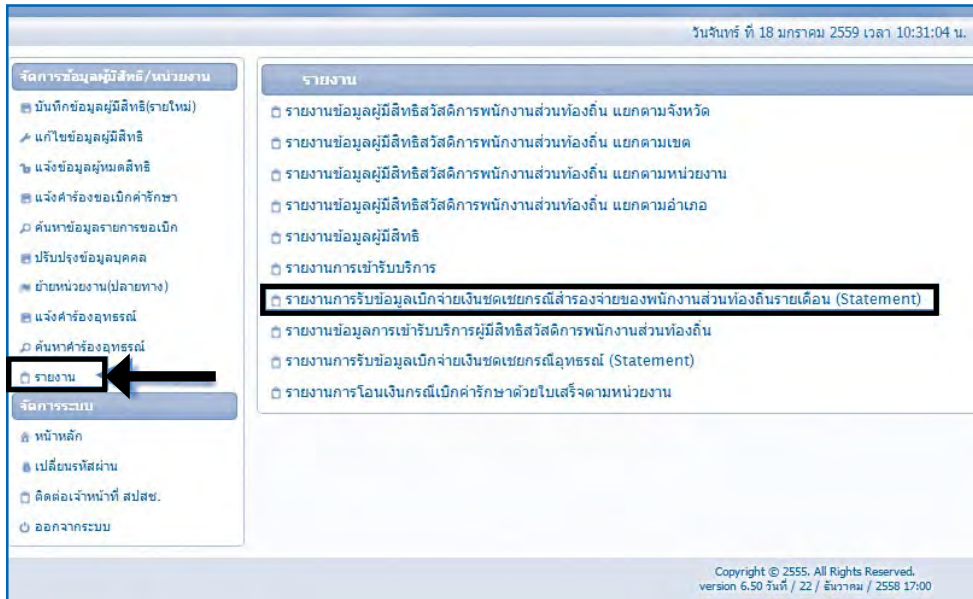 วันจันทร์ ที่ 18 มกราคม 2559 เวลา 10:31:04 น.
จัดการข้อมูลผู้มีสิทธิ/หน่วยงาน
บันทึกข้อมูลผู้มีสิทธิ(รายใหม่)
แก้ไขข้อมูลผู้มีสิทธิ
แจ้งข้อมูลผู้หมดสิทธิ
แจ้งคำร้องขอเบิกค่ารักษา
ค้นหาข้อมูลรายการขอเบิก
ปรับปรุงข้อมูลบุคคล
ย้ายหน่วยงาน(ปลายทาง)
แจ้งคำร้องอุทธรณ์
ค้นหาคำร้องอุทธรณ์
รายงาน
จัดการระบบ
หน้าหลัก
เปลี่ยนรหัสผ่าน
ติดต่อเจ้าหน้าที่ สปสช.
ออกจากระบบ
รายงาน
รายงานข้อมูลผู้มีสิทธิสวัสดิการพนักงานส่วนท้องถิ่น แยกตามจังหวัด
รายงานข้อมูลผู้มีสิทธิสวัสดิการพนักงานส่วนท้องถิ่น แยกตามเขต
รายงานข้อมูลผู้มีสิทธิสวัสดิการพนักงานส่วนท้องถิ่น แยกตามหน่วยงาน
รายงานข้อมูลผู้มีสิทธิสวัสดิการพนักงานส่วนท้องถิ่น แยกตามอำเภอ
รายงานข้อมูลผู้มีสิทธิ
รายงานการเข้ารับบริการ
รายงานการรับข้อมูลเบิกจ่ายเงินชดเชยกรณีสำรองจ่ายของพนักงานส่วนท้องถิ่นรายเดือน (Statement)
รายงานข้อมูลการเข้ารับบริการผู้มีสิทธิสวัสดิการพนักงานส่วนท้องถิ่น
รายงานการรับข้อมูลเบิกจ่ายเงินชดเชยกรณีอุทธรณ์ (Statement)
รายงานการโอนเงินกรณีเบิกค่ารักษาด้วยใบเสร็จตามหน่วยงาน
Copyright © 2555. All Rights Reserved.
version 6.50 วันที่ / 22 / ธันวาคม / 2558 17:00